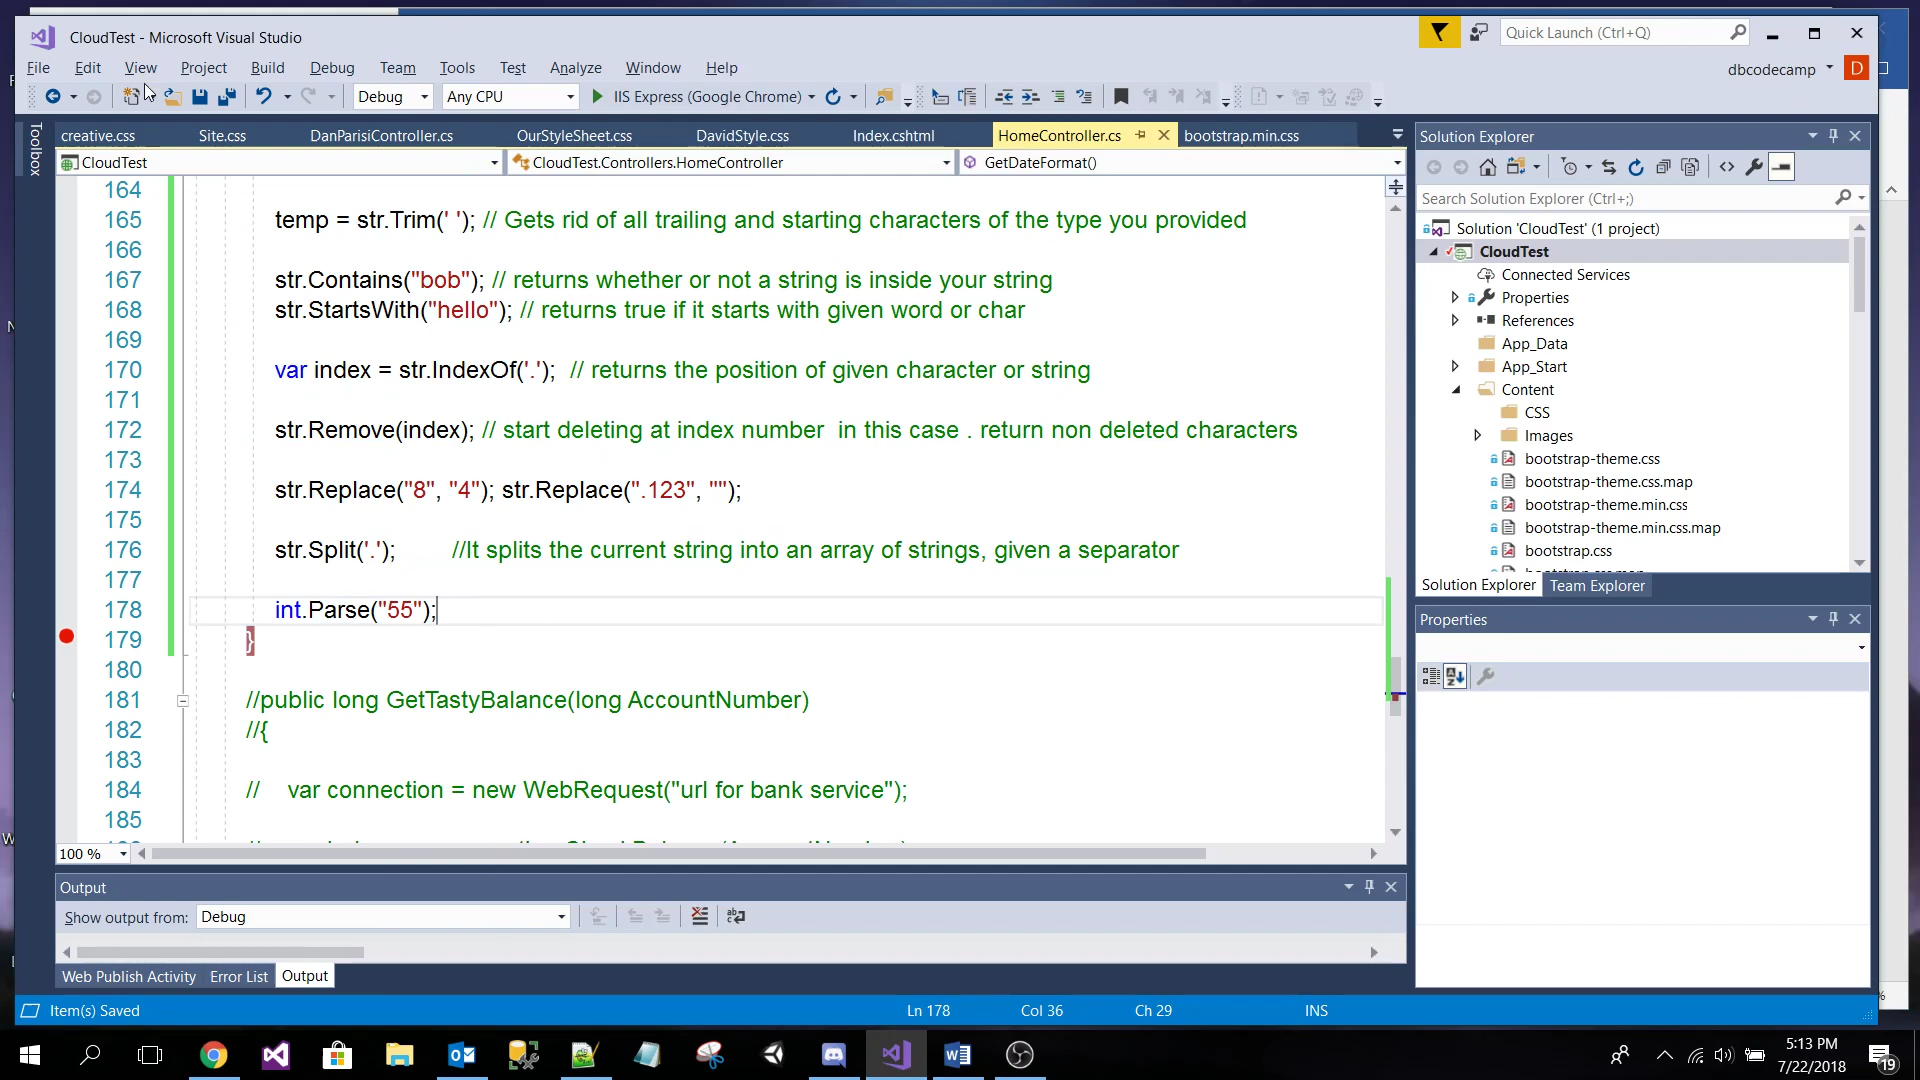 CloudTest - Microsoft Visual Studio
Quick Launch (Ctrl+Q)
File Edit View Project Build Debug Team Tools Test Analyze Window Help
dbcodecamp D
Debug Any CPU IIS Express (Google Chrome)
Toolbox
creative.css Site.css DanParisiController.cs OurStyleSheet.css DavidStyle.css Index.cshtml HomeController.cs bootstrap.min.css
CloudTest CloudTest.Controllers.HomeController GetDateFormat()
164
165 temp = str.Trim(' '); // Gets rid of all trailing and starting characters of the type you provided
166
167 str.Contains("bob"); // returns whether or not a string is inside your string
168 str.StartsWith("hello"); // returns true if it starts with given word or char
169
170 var index = str.IndexOf('.'); // returns the position of given character or string
171
172 str.Remove(index); // start deleting at index number  in this case . return non deleted characters
173
174 str.Replace("8", "4"); str.Replace(".123", "");
175
176 str.Split('.'); //It splits the current string into an array of strings, given a separator
177
178 int.Parse("55");
179 }
180
181 //public long GetTastyBalance(long AccountNumber)
182 //{
183
184 // var connection = new WebRequest("url for bank service");
185
100 %
Output
Show output from: Debug
Web Publish Activity Error List Output
Solution Explorer
Search Solution Explorer (Ctrl+;)
Solution 'CloudTest' (1 project)
CloudTest
Connected Services
Properties
References
App_Data
App_Start
Content
CSS
Images
bootstrap-theme.css
bootstrap-theme.css.map
bootstrap-theme.min.css
bootstrap-theme.min.css.map
bootstrap.css
Solution Explorer Team Explorer
Properties
Item(s) Saved Ln 178 Col 36 Ch 29 INS
5:13 PM
7/22/2018
19